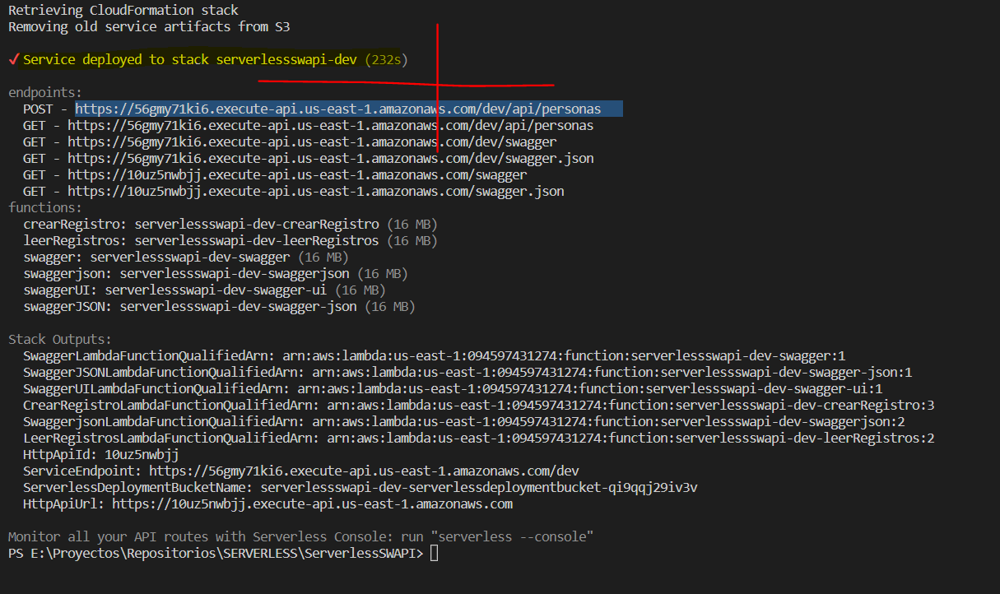 Retrieving CloudFormation stack
Removing old service artifacts from S3
✓Service deployed to stack serverlessswapi-dev (232s)
endpoints:
POST - https://56gmy71ki6.execute-api.us-east-1.amazonaws.com/dev/api/personas
GET - https://56gmy71ki6.execute-api.us-east-1.amazonaws.com/dev/api/personas
GET - https://56gmy71ki6.execute-api.us-east-1.amazonaws.com/dev/swagger
GET - https://56gmy71ki6.execute-api.us-east-1.amazonaws.com/dev/swagger.json
GET - https://10uz5nwbjj.execute-api.us-east-1.amazonaws.com/swagger
GET - https://10uz5nwbjj.execute-api.us-east-1.amazonaws.com/swagger.json
functions:
crearRegistro: serverlessswapi-dev-crearRegistro (16 MB)
leerRegistros: serverlessswapi-dev-leerRegistros (16 MB)
swagger: serverlessswapi-dev-swagger (16 MB)
swaggerjson: serverlessswapi-dev-swaggerjson (16 MB)
swaggerUI: serverlessswapi-dev-swagger-ui (16 MB)
swaggerJSON: serverlessswapi-dev-swagger-json (16 MB)
Stack Outputs:
SwaggerLambdaFunctionQualifiedArn: arn:aws:lambda:us-east-1:094597431274:function:serverlessswapi-dev-swagger:1
SwaggerJSONLambdaFunctionQualifiedArn: arn:aws:lambda:us-east-1:094597431274:function:serverlessswapi-dev-swagger-json:1
SwaggerUILambdaFunctionQualifiedArn: arn:aws:lambda:us-east-1:094597431274:function:serverlessswapi-dev-swagger-ui:1
CrearRegistroLambdaFunctionQualifiedArn: arn:aws:lambda:us-east-1:094597431274:function:serverlessswapi-dev-crearRegistro:3
SwaggerjsonLambdaFunctionQualifiedArn: arn:aws:lambda:us-east-1:094597431274:function:serverlessswapi-dev-swaggerjson:2
LeerRegistrosLambdaFunctionQualifiedArn: arn:aws:lambda:us-east-1:094597431274:function:serverlessswapi-dev-leerRegistros:2
HttpApiId: 10uz5nwbjj
ServiceEndpoint: https://56gmy71ki6.execute-api.us-east-1.amazonaws.com/dev
ServerlessDeploymentBucketName: serverlessswapi-dev-serverlessdeploymentbucket-qi9qqj29iv3v
HttpApiUrl: https://10uz5nwbjj.execute-api.us-east-1.amazonaws.com
Monitor all your API routes with Serverless Console: run "serverless --console"
PS E:\Proyectos\Repositorios\SERVERLESS\ServerlessSWAPI>